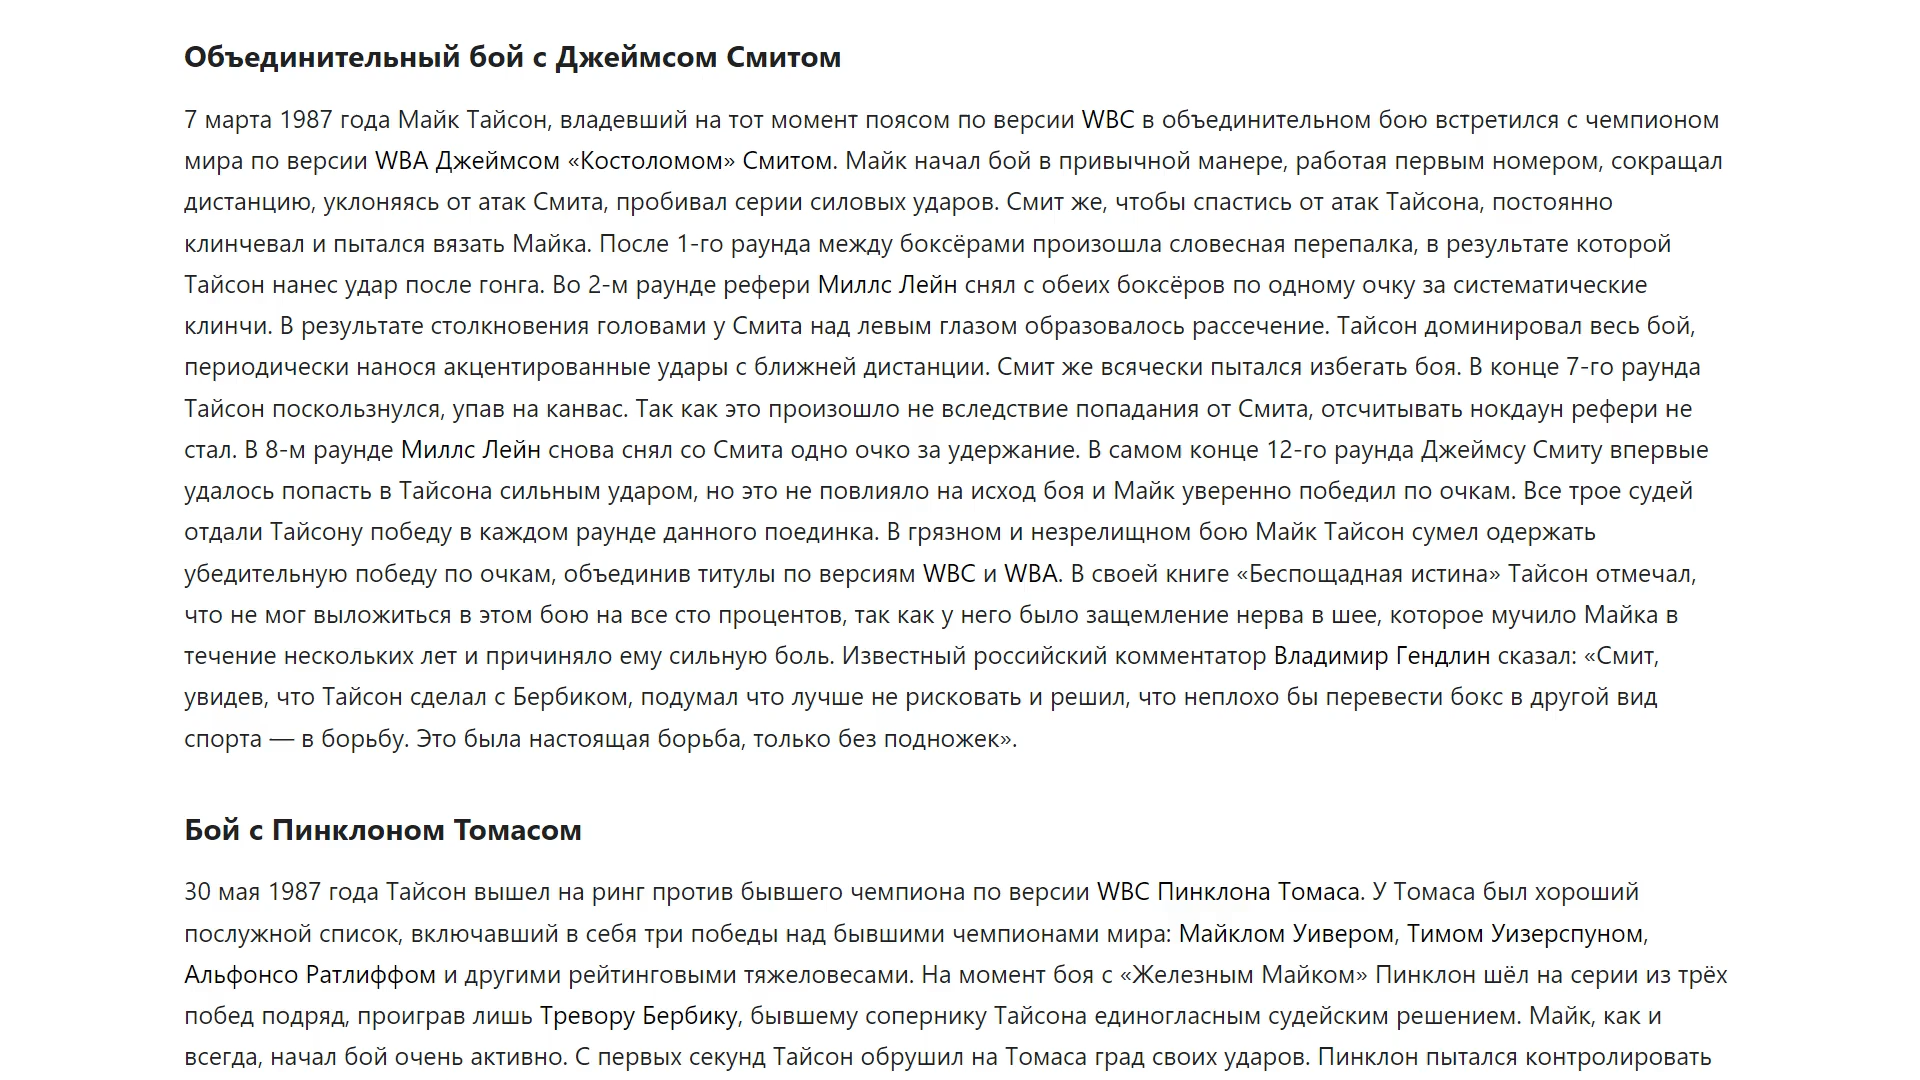 Объединительный бой с Джеймсом Смитом
7 марта 1987 года Майк Тайсон, владевший на тот момент поясом по версии WBC в объединительном бою встретился с чемпионом
мира по версии WBA Джеймсом «Костоломом» Смитом. Майк начал бой в привычной манере, работая первым номером, сокращал
дистанцию, уклоняясь от атак Смита, пробивал серии силовых ударов. Смит же, чтобы спастись от атак Тайсона, постоянно
клинчевал и пытался вязать Майка. После 1-го раунда между боксёрами произошла словесная перепалка, в результате которой
Тайсон нанес удар после гонга. Во 2-м раунде рефери Миллс Лейн снял с обеих боксёров по одному очку за систематические
клинчи. В результате столкновения головами у Смита над левым глазом образовалось рассечение. Тайсон доминировал весь бой,
периодически нанося акцентированные удары с ближней дистанции. Смит же всячески пытался избегать боя. В конце 7-го раунда
Тайсон поскользнулся, упав на канвас. Так как это произошло не вследствие попадания от Смита, отсчитывать нокдаун рефери не
стал. В 8-м раунде Миллс Лейн снова снял со Смита одно очко за удержание. В самом конце 12-го раунда Джеймсу Смиту впервые
удалось попасть в Тайсона сильным ударом, но это не повлияло на исход боя и Майк уверенно победил по очкам. Все трое судей
отдали Тайсону победу в каждом раунде данного поединка. В грязном и незрелищном бою Майк Тайсон сумел одержать
убедительную победу по очкам, объединив титулы по версиям WBC и WBA. В своей книге «Беспощадная истина» Тайсон отмечал,
что не мог выложиться в этом бою на все сто процентов, так как у него было защемление нерва в шее, которое мучило Майка в
течение нескольких лет и причиняло ему сильную боль. Известный российский комментатор Владимир Гендлин сказал: «Смит,
увидев, что Тайсон сделал с Бербиком, подумал что лучше не рисковать и решил, что неплохо бы перевести бокс в другой вид
спорта — в борьбу. Это была настоящая борьба, только без подножек».
Бой с Пинклоном Томасом
30 мая 1987 года Тайсон вышел на ринг против бывшего чемпиона по версии WBC Пинклона Томаса. У Томаса был хороший
послужной список, включавший в себя три победы над бывшими чемпионами мира: Майклом Уивером, Тимом Уизерспуном,
Альфонсо Ратлиффом и другими рейтинговыми тяжеловесами. На момент боя с «Железным Майком» Пинклон шёл на серии из трёх
побед подряд, проиграв лишь Тревору Бербику, бывшему сопернику Тайсона единогласным судейским решением. Майк, как и
всегда, начал бой очень активно. С первых секунд Тайсон обрушил на Томаса град своих ударов. Пинклон пытался контролировать